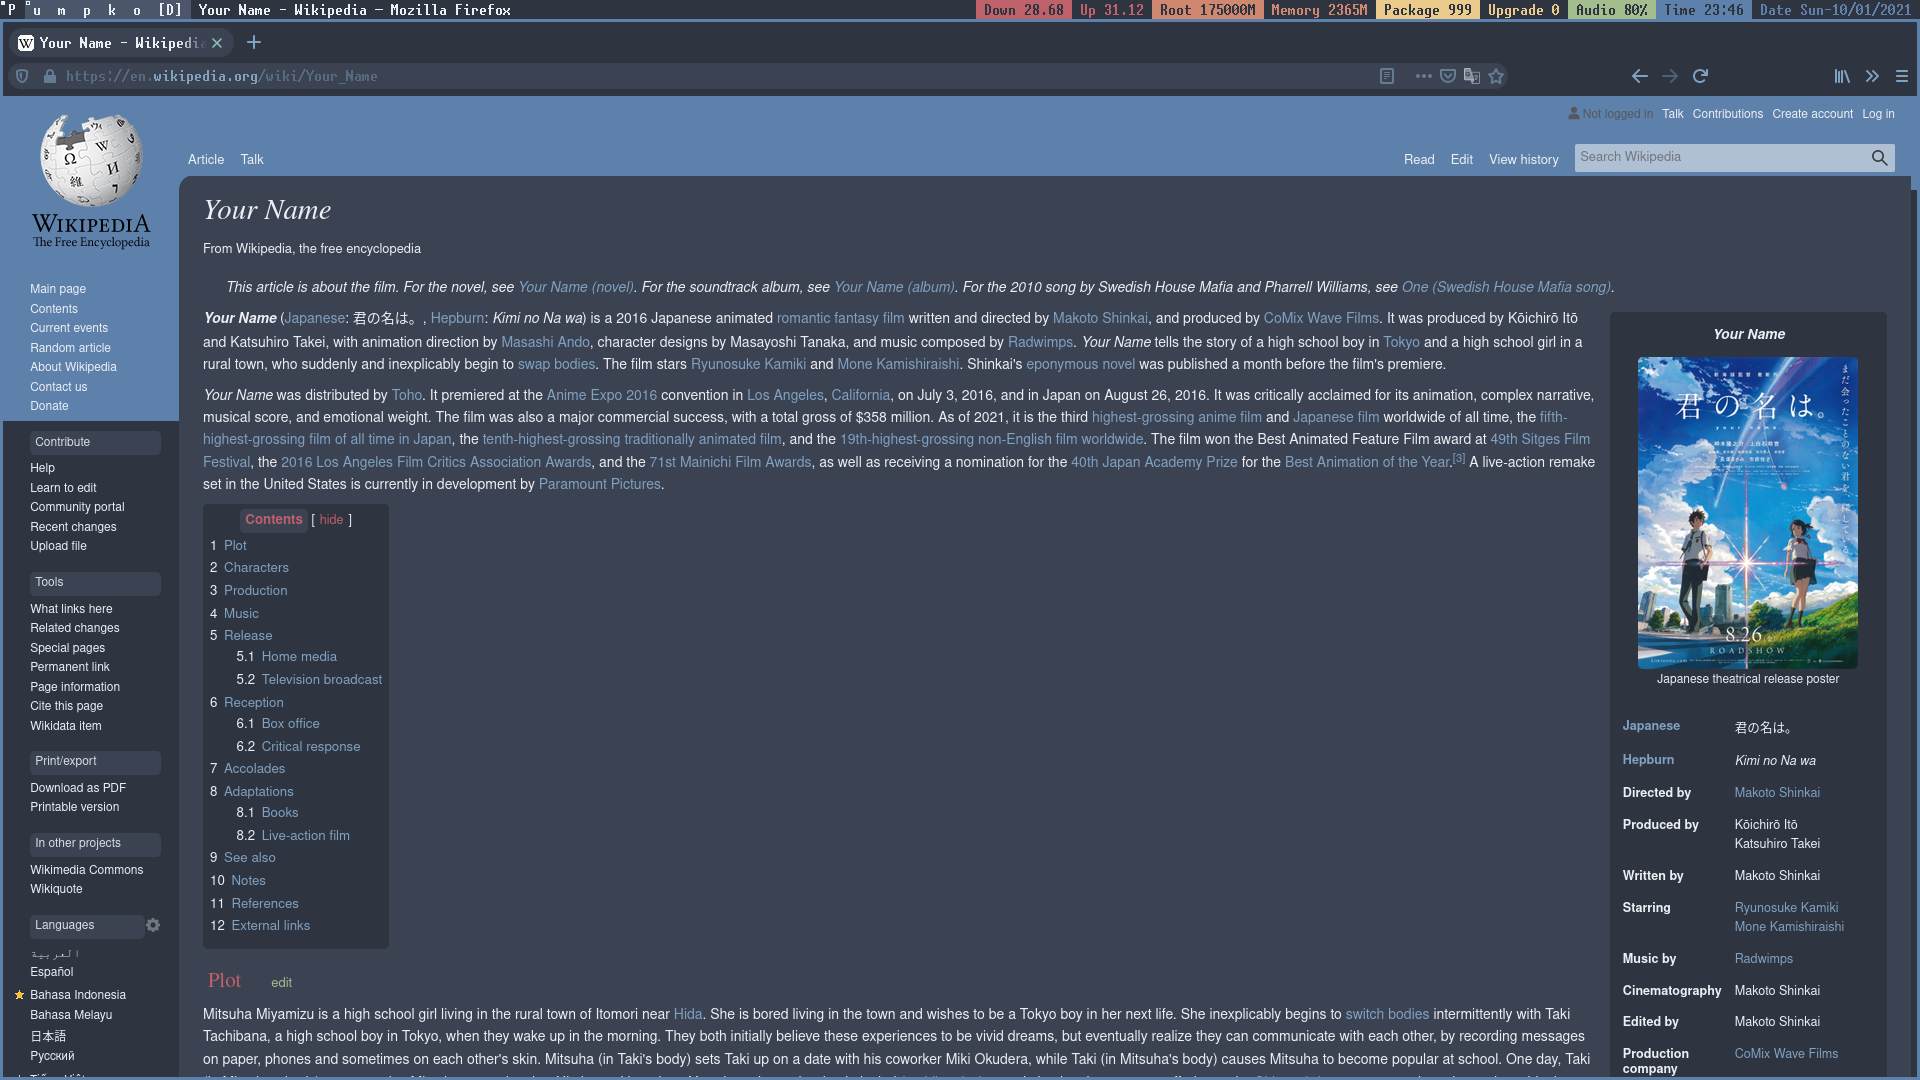 P u m p k o [D] Your Name - Wikipedia — Mozilla Firefox Down 28.68 Up 31.12 Root 175000M Memory 2365M Package 999 Upgrade 0 Audio 80% Time 23:46 Date Sun-10/01/2021
Your Name - Wikipedia
https://en.wikipedia.org/wiki/Your_Name
Not logged in Talk Contributions Create account Log in
Article Talk Read Edit View history Search Wikipedia
WIKIPEDIA
The Free Encyclopedia
Main page
Contents
Current events
Random article
About Wikipedia
Contact us
Donate
Contribute
Help
Learn to edit
Community portal
Recent changes
Upload file
Tools
What links here
Related changes
Special pages
Permanent link
Page information
Cite this page
Wikidata item
Print/export
Download as PDF
Printable version
In other projects
Wikimedia Commons
Wikiquote
Languages
العربية
Español
Bahasa Indonesia
Bahasa Melayu
日本語
Русский
Your Name
From Wikipedia, the free encyclopedia
This article is about the film. For the novel, see Your Name (novel). For the soundtrack album, see Your Name (album). For the 2010 song by Swedish House Mafia and Pharrell Williams, see One (Swedish House Mafia song).
Your Name (Japanese: 君の名は。, Hepburn: Kimi no Na wa) is a 2016 Japanese animated romantic fantasy film written and directed by Makoto Shinkai, and produced by CoMix Wave Films. It was produced by Kōichirō Itō
and Katsuhiro Takei, with animation direction by Masashi Ando, character designs by Masayoshi Tanaka, and music composed by Radwimps. Your Name tells the story of a high school boy in Tokyo and a high school girl in a
rural town, who suddenly and inexplicably begin to swap bodies. The film stars Ryunosuke Kamiki and Mone Kamishiraishi. Shinkai's eponymous novel was published a month before the film's premiere.
Your Name was distributed by Toho. It premiered at the Anime Expo 2016 convention in Los Angeles, California, on July 3, 2016, and in Japan on August 26, 2016. It was critically acclaimed for its animation, complex narrative,
musical score, and emotional weight. The film was also a major commercial success, with a total gross of $358 million. As of 2021, it is the third highest-grossing anime film and Japanese film worldwide of all time, the fifth-
highest-grossing film of all time in Japan, the tenth-highest-grossing traditionally animated film, and the 19th-highest-grossing non-English film worldwide. The film won the Best Animated Feature Film award at 49th Sitges Film
Festival, the 2016 Los Angeles Film Critics Association Awards, and the 71st Mainichi Film Awards, as well as receiving a nomination for the 40th Japan Academy Prize for the Best Animation of the Year.[3] A live-action remake
set in the United States is currently in development by Paramount Pictures.
Contents [ hide ]
1 Plot
2 Characters
3 Production
4 Music
5 Release
5.1 Home media
5.2 Television broadcast
6 Reception
6.1 Box office
6.2 Critical response
7 Accolades
8 Adaptations
8.1 Books
8.2 Live-action film
9 See also
10 Notes
11 References
12 External links
Plot edit
Mitsuha Miyamizu is a high school girl living in the rural town of Itomori near Hida. She is bored living in the town and wishes to be a Tokyo boy in her next life. She inexplicably begins to switch bodies intermittently with Taki
Tachibana, a high school boy in Tokyo, when they wake up in the morning. They both initially believe these experiences to be vivid dreams, but eventually realize they can communicate with each other, by recording messages
on paper, phones and sometimes on each other's skin. Mitsuha (in Taki's body) sets Taki up on a date with his coworker Miki Okudera, while Taki (in Mitsuha's body) causes Mitsuha to become popular at school. One day, Taki
Your Name
まだ会ったことのない君を、探している。
君の名は。
your name.
8.26
ROADSHOW
Japanese theatrical release poster
Japanese 君の名は。
Hepburn Kimi no Na wa
Directed by Makoto Shinkai
Produced by Kōichirō Itō
Katsuhiro Takei
Written by Makoto Shinkai
Starring Ryunosuke Kamiki
Mone Kamishiraishi
Music by Radwimps
Cinematography Makoto Shinkai
Edited by Makoto Shinkai
Production CoMix Wave Films
company